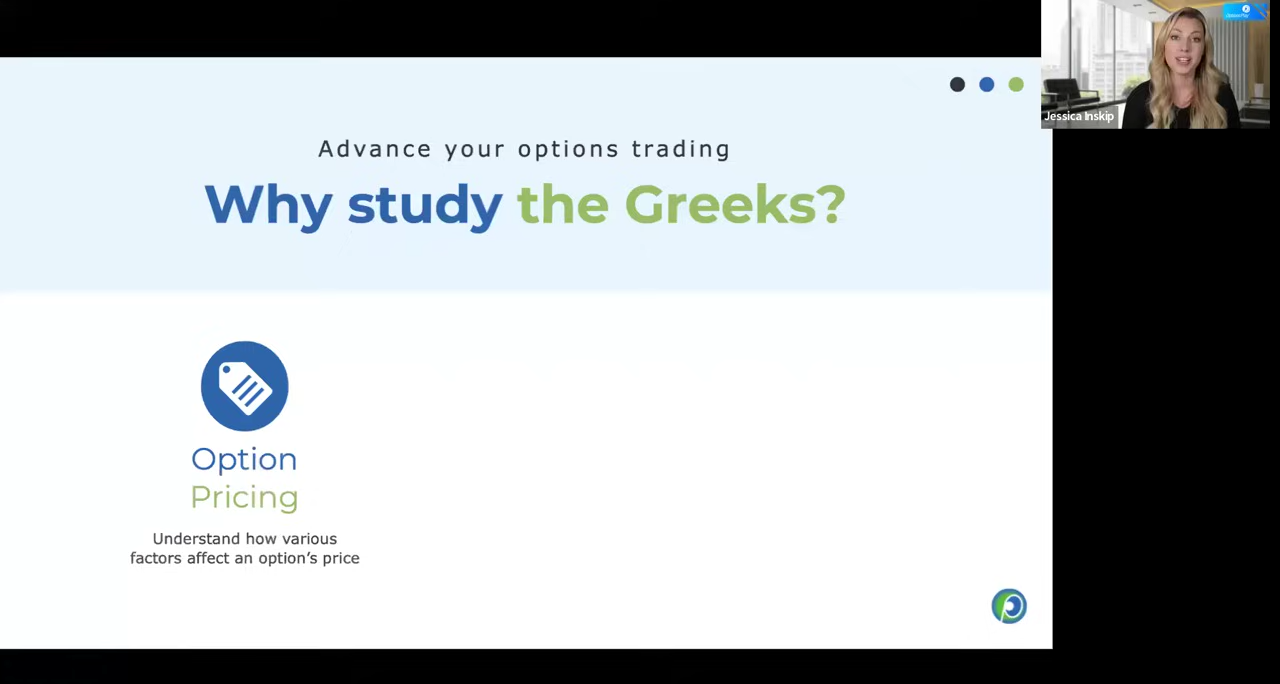 Advance your options trading
Why study the Greeks?
Option
Pricing
Understand how various
factors affect an option's price
Jessica Inskip